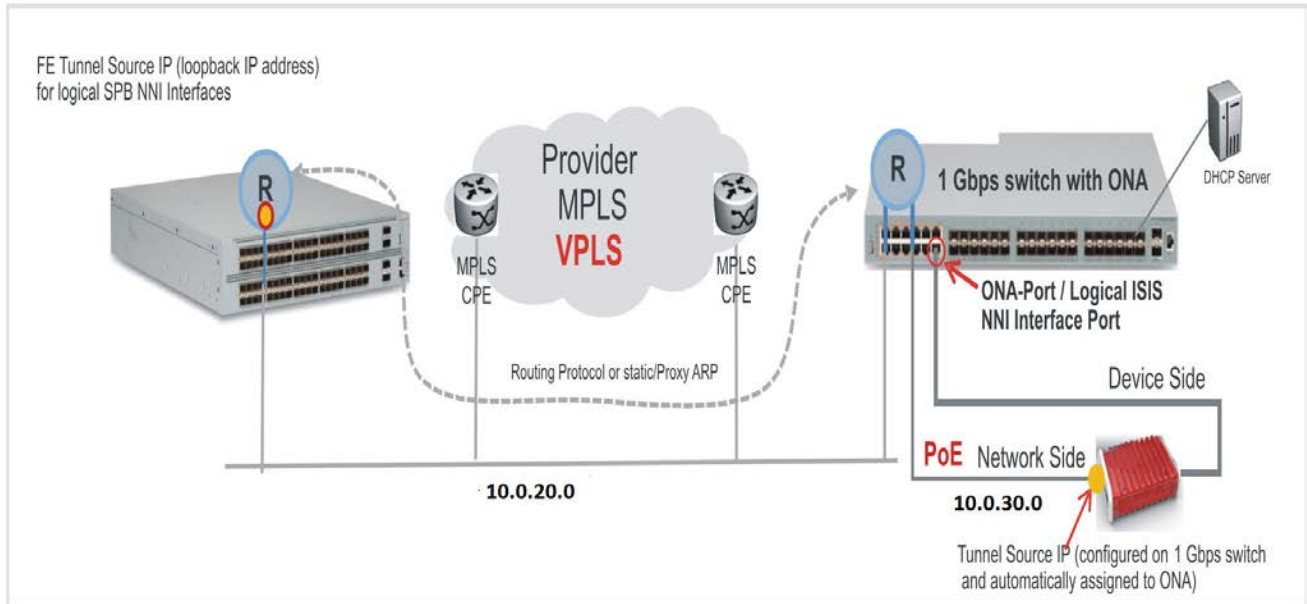 FE Tunnel Source IP (loopback IP address)
for logical SPB NNI Interfaces
R
Provider
MPLS
VPLS
MPLS
CPE
MPLS
CPE
R
1 Gbps switch with ONA
DHCP Server
ONA-Port / Logical ISIS
NNI Interface Port
Routing Protocol or static/Proxy ARP
Device Side
PoE Network Side
10.0.20.0
10.0.30.0
Tunnel Source IP (configured on 1 Gbps switch
and automatically assigned to ONA)